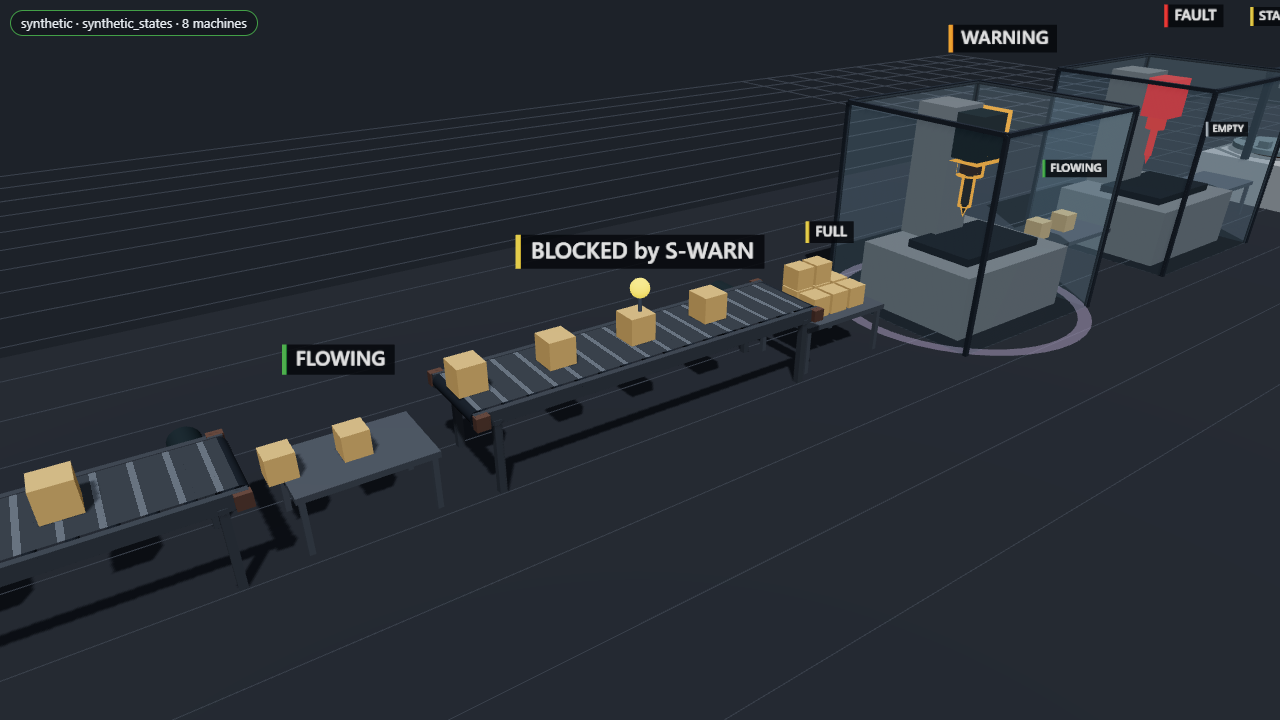 synthetic · synthetic_states · 8 machines
FAULT
WARNING
EMPTY
FLOWING
FULL
BLOCKED by S-WARN
FLOWING